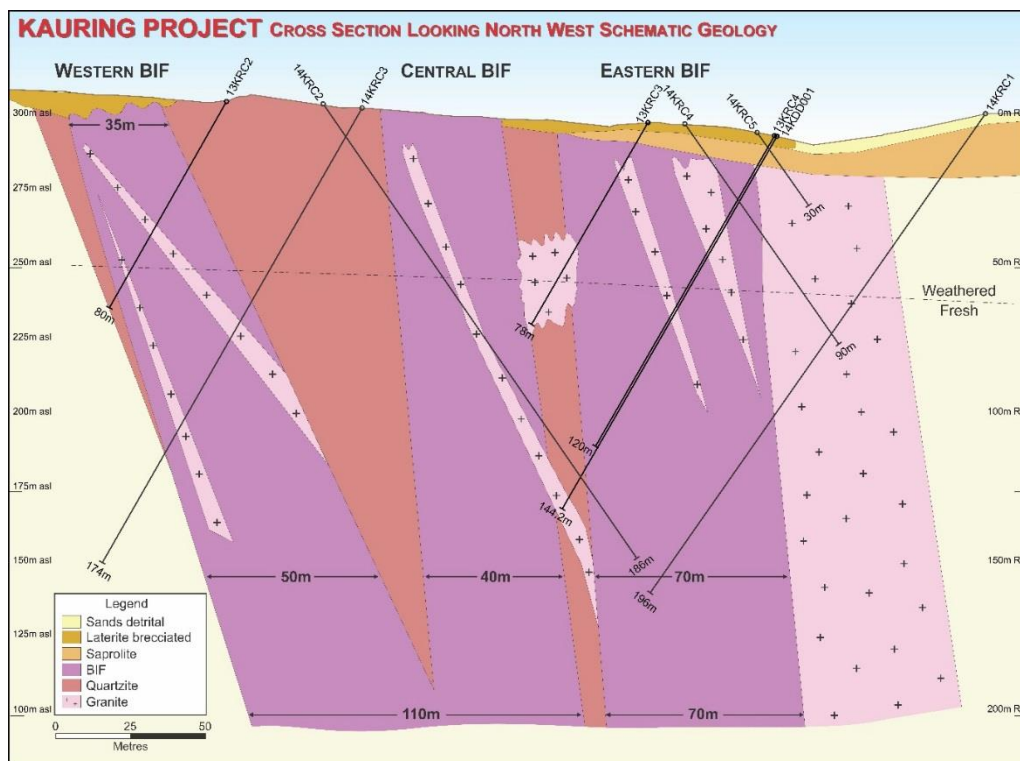 KAURING PROJECT CROSS SECTION LOOKING NORTH WEST SCHEMATIC GEOLOGY
WESTERN BIF
CENTRAL BIF
EASTERN BIF
13KRC2
14KRC2
14KRC3
13KRC3
14KRC4
14KRC5
13KRC4
14KDD001
14KRC1
300m asl
0m R
35m
275m asl
30m
250m asl
50m R
Weathered
Fresh
80m
78m
90m
225m asl
200m asl
100m R
120m
175m asl
144.2m
150m asl
150m R
174m
50m
40m
186m
70m
196m
Legend
Sands detrital
Laterite brecciated
Saprolite
BIF
Quartzite
Granite
125m asl
100m asl
110m
70m
200m R
0 25 50
Metres